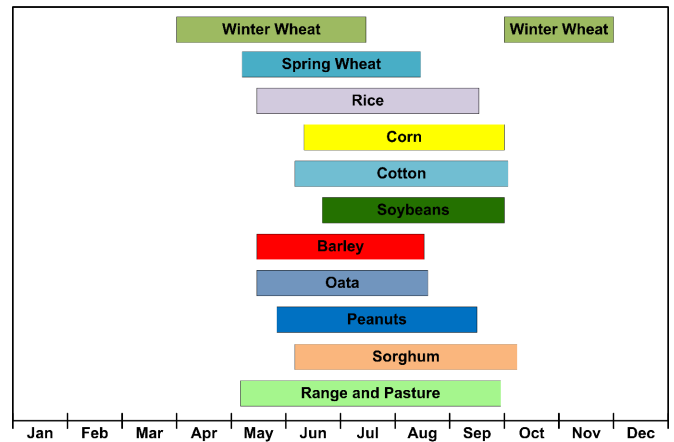 Winter Wheat Winter Wheat
Spring Wheat
Rice
Corn
Cotton
Soybeans
Barley
Oata
Peanuts
Sorghum
Range and Pasture
Jan Feb Mar Apr May Jun Jul Aug Sep Oct Nov Dec